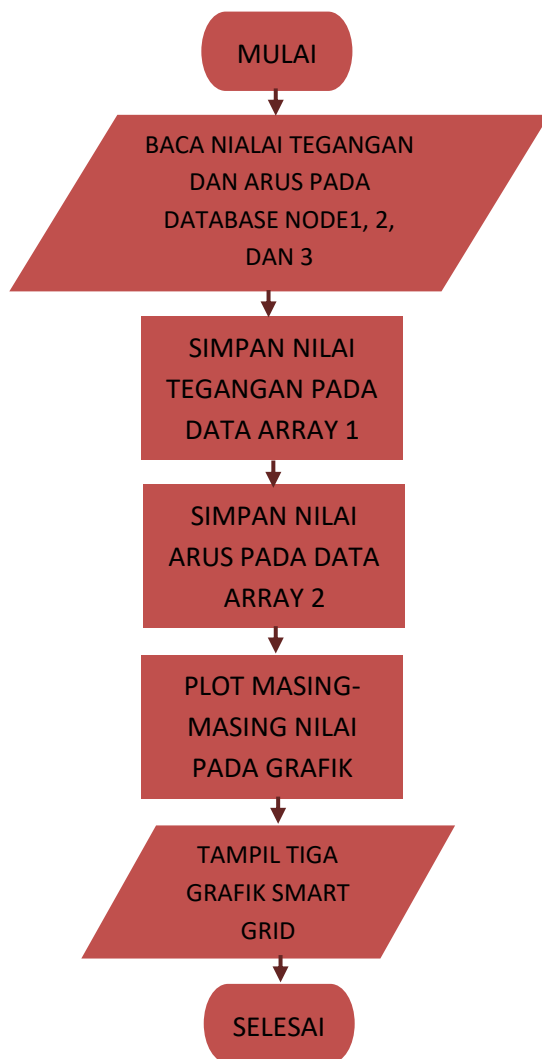 MULAI
BACA NIALAI TEGANGAN
DAN ARUS PADA
DATABASE NODE1, 2,
DAN 3
SIMPAN NILAI
TEGANGAN PADA
DATA ARRAY 1
SIMPAN NILAI
ARUS PADA DATA
ARRAY 2
PLOT MASING-
MASING NILAI
PADA GRAFIK
TAMPIL TIGA
GRAFIK SMART
GRID
SELESAI